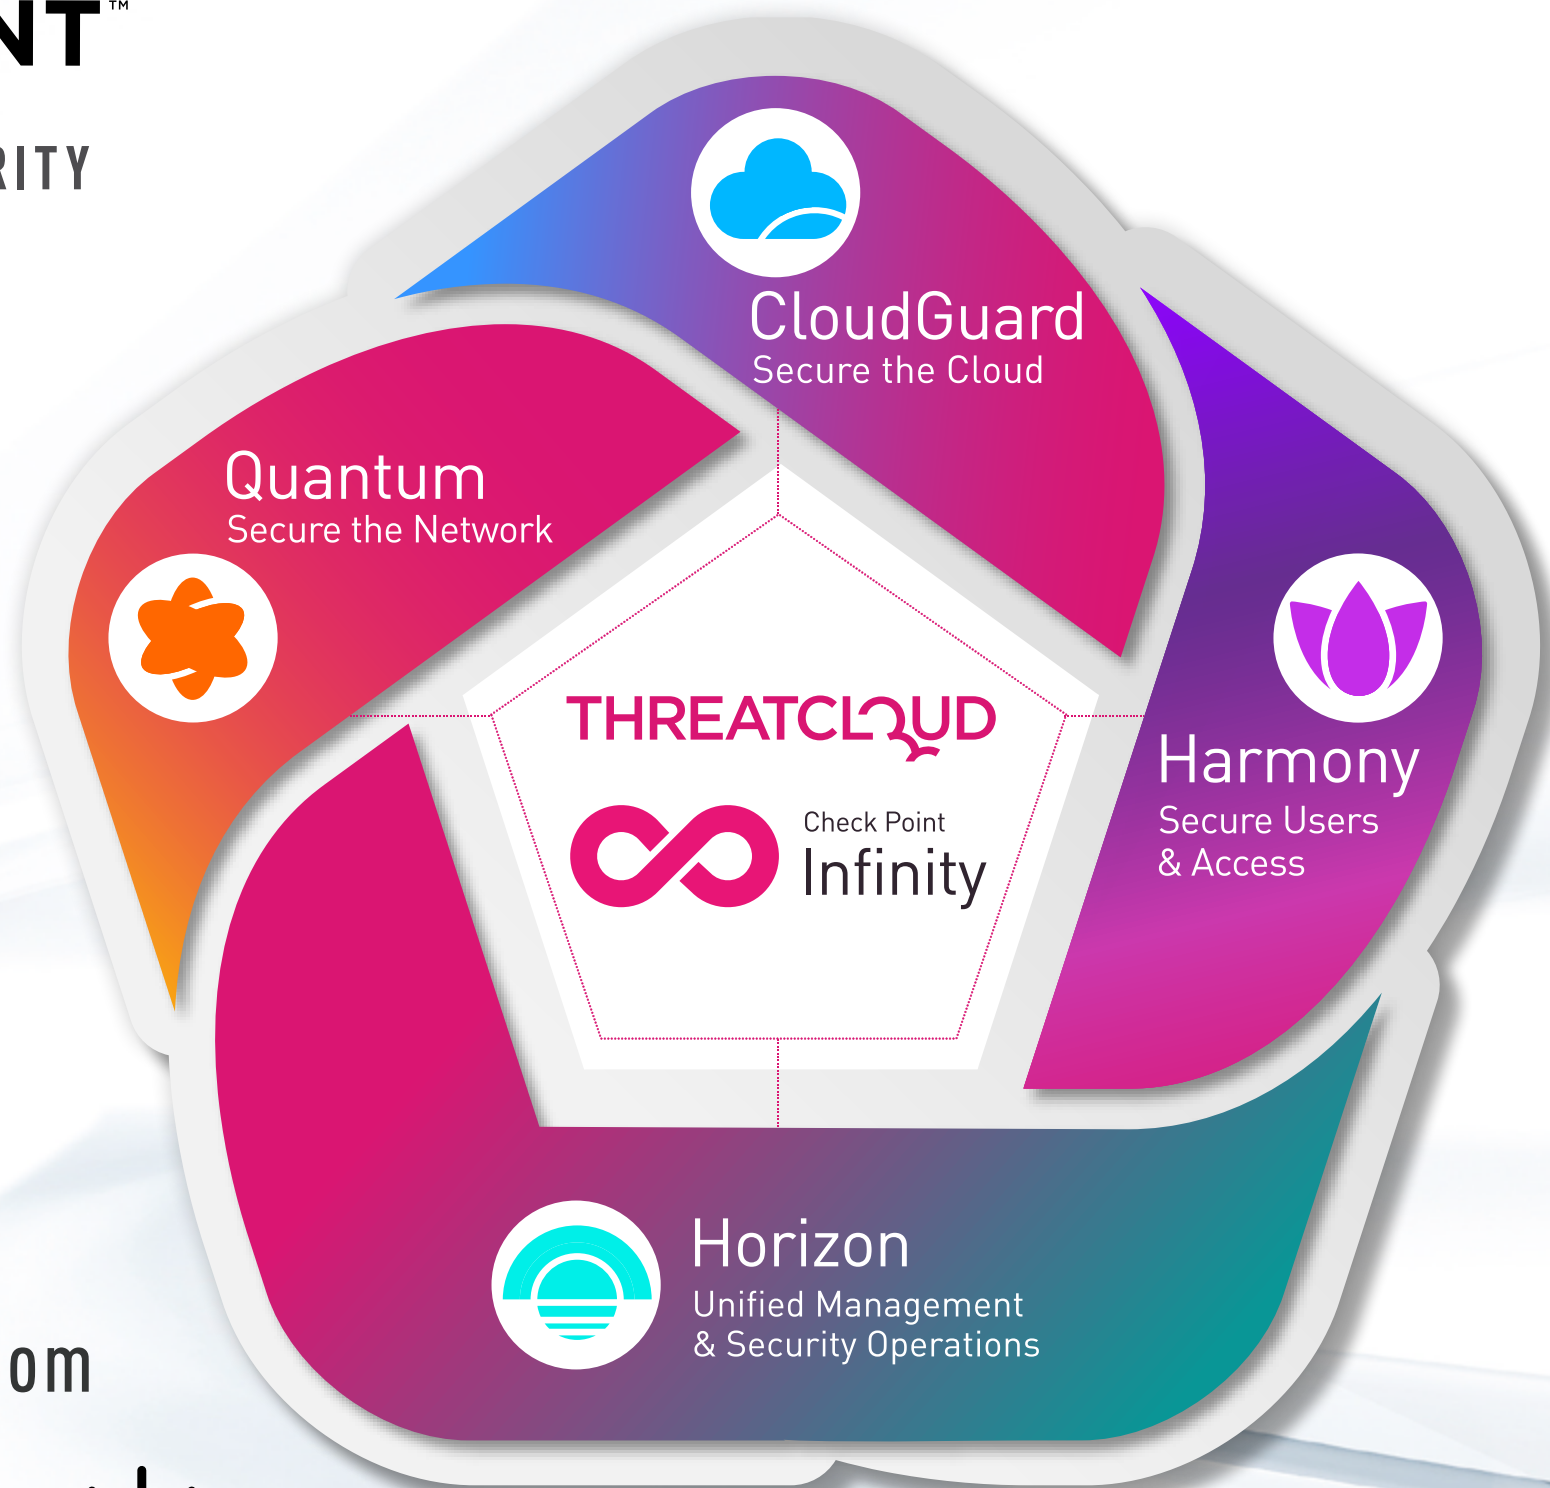 NT™
RITY
CloudGuard
Secure the Cloud
Quantum
Secure the Network
THREATCLOUD
Check Point
Infinity
Harmony
Secure Users
& Access
Horizon
Unified Management
& Security Operations
om